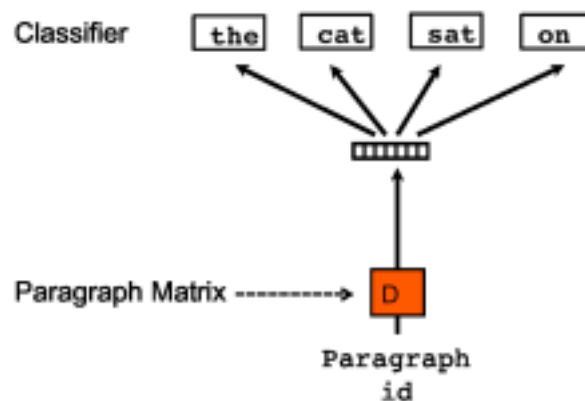 Classifier the cat sat on
Paragraph Matrix D
Paragraph
id